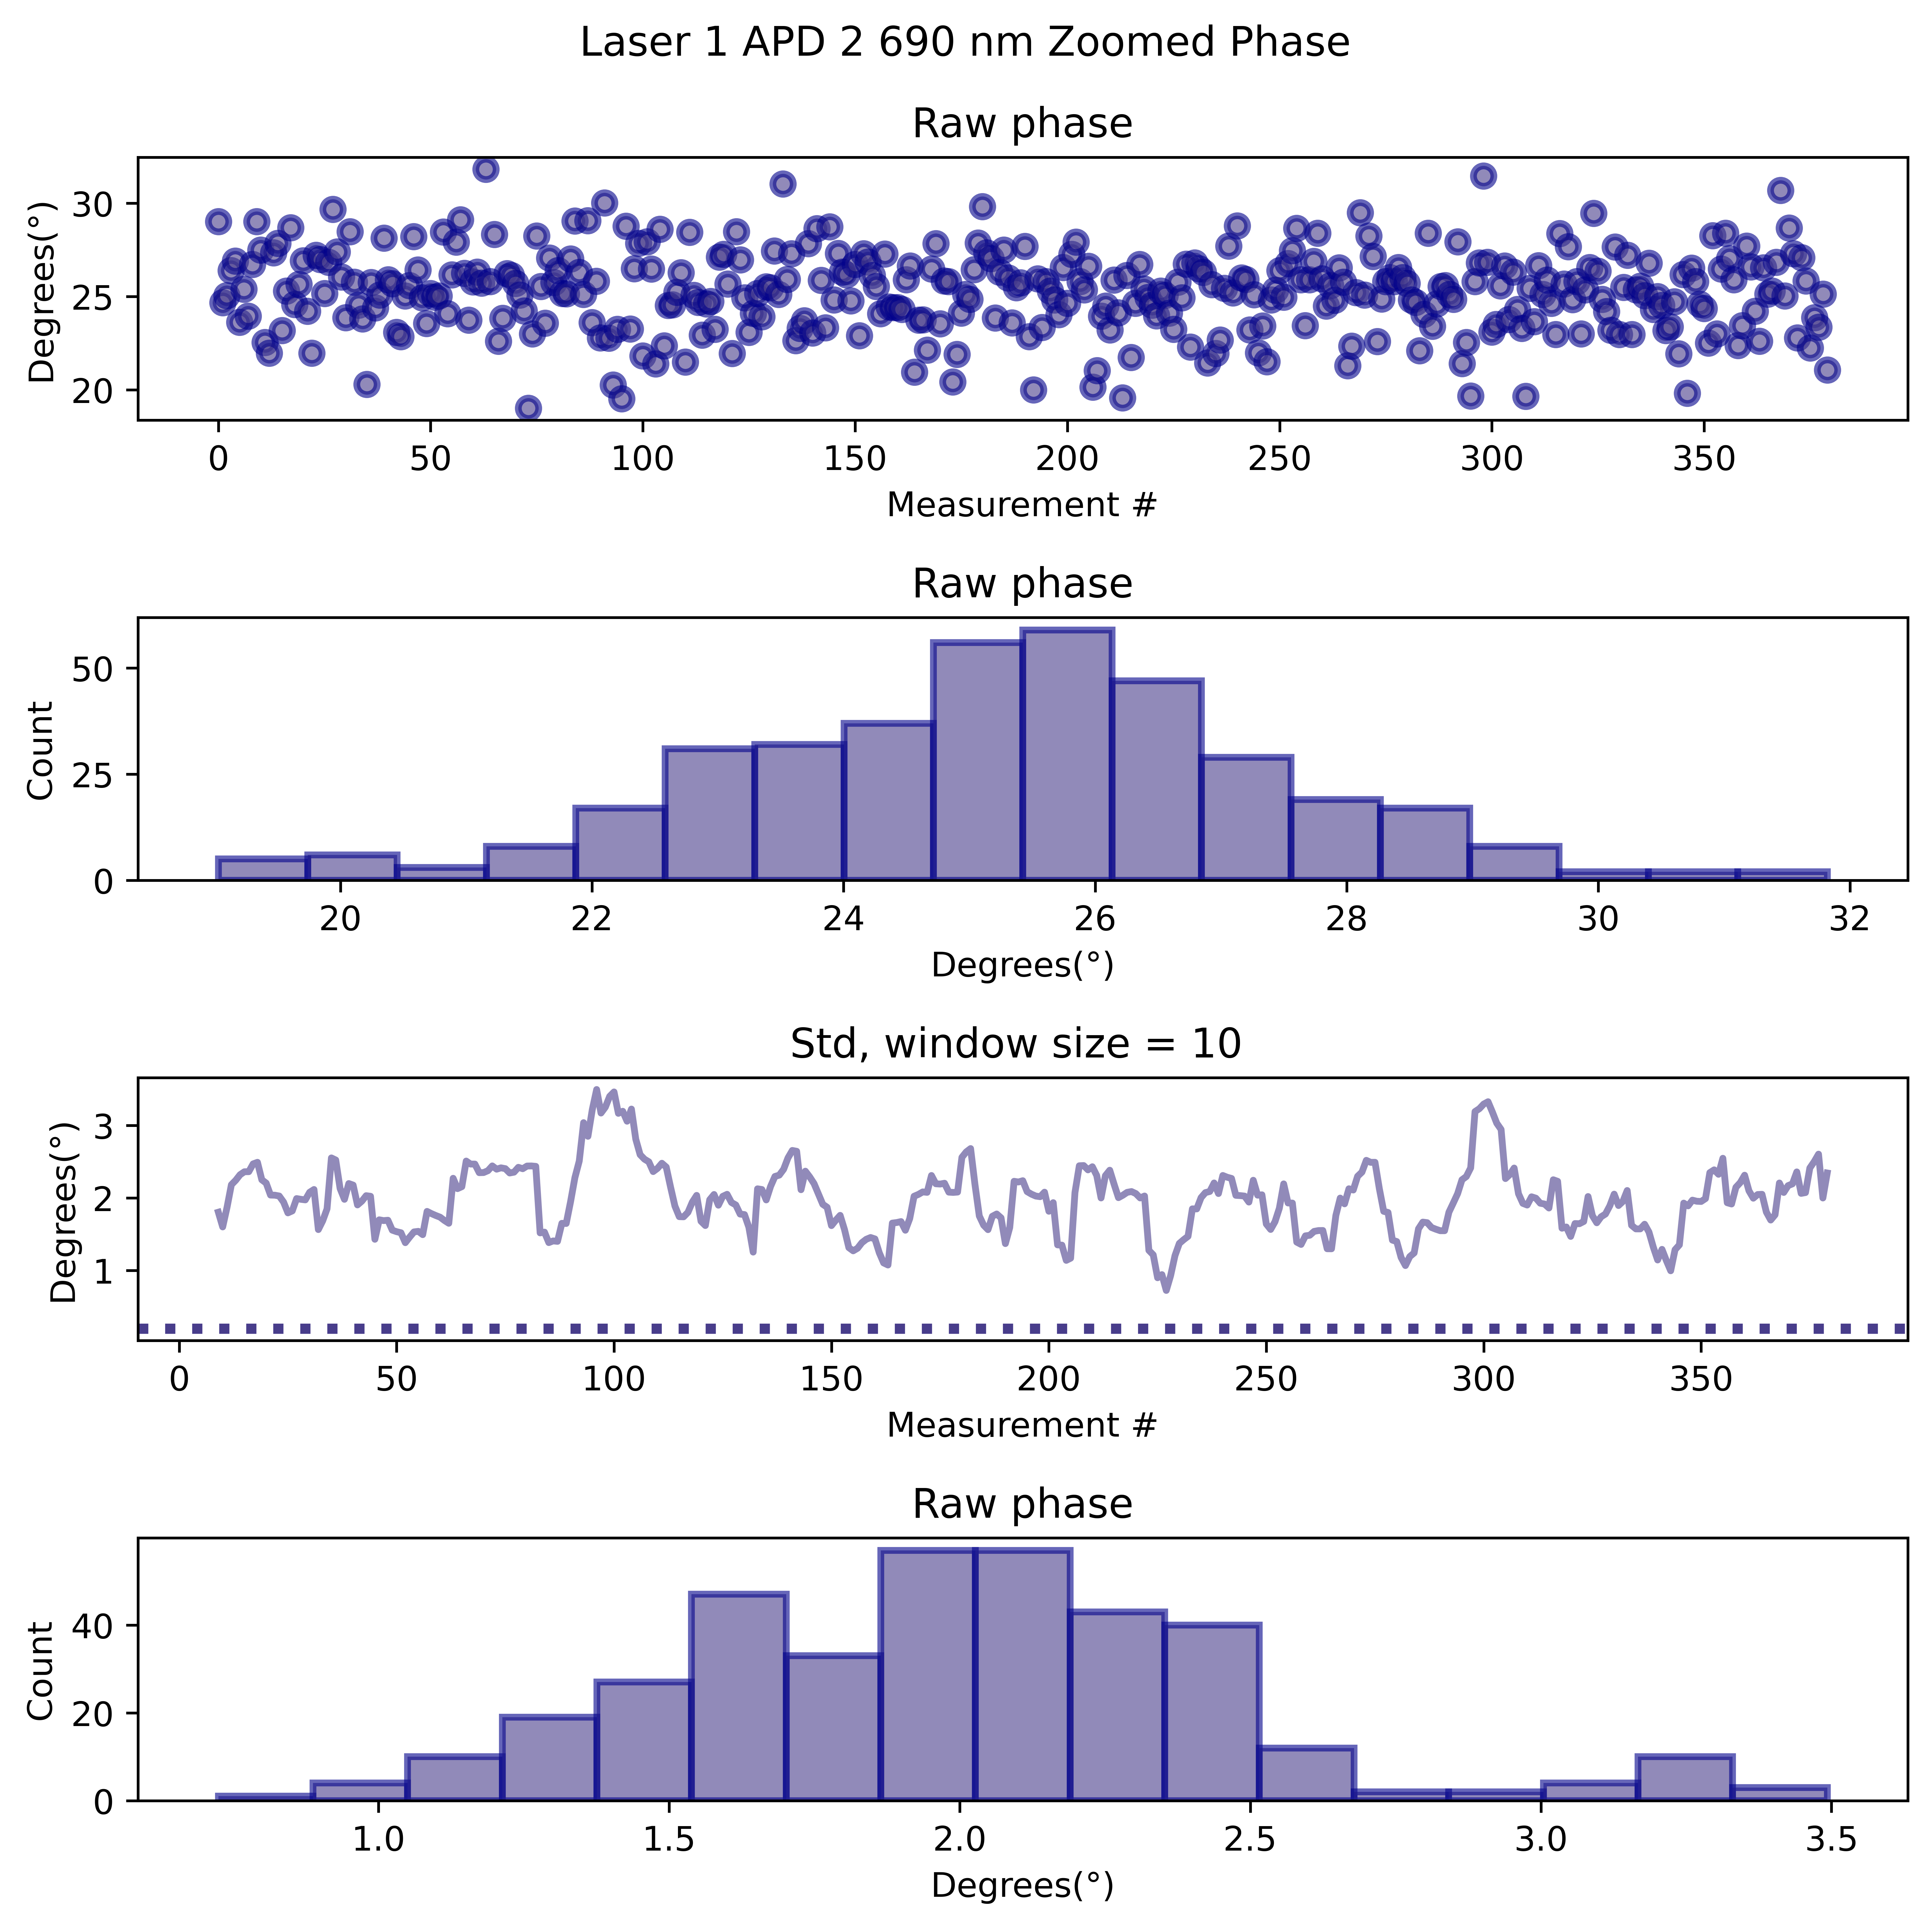 Laser 1 APD 2 690 nm Zoomed Phase
Raw phase
Degrees(°)
30
25
20
0 50 100 150 200 250 300 350
Measurement #
Raw phase
Count
50
25
0
20 22 24 26 28 30 32
Degrees(°)
Std, window size = 10
Degrees(°)
3
2
1
0 50 100 150 200 250 300 350
Measurement #
Raw phase
Count
40
20
0
1.0 1.5 2.0 2.5 3.0 3.5
Degrees(°)